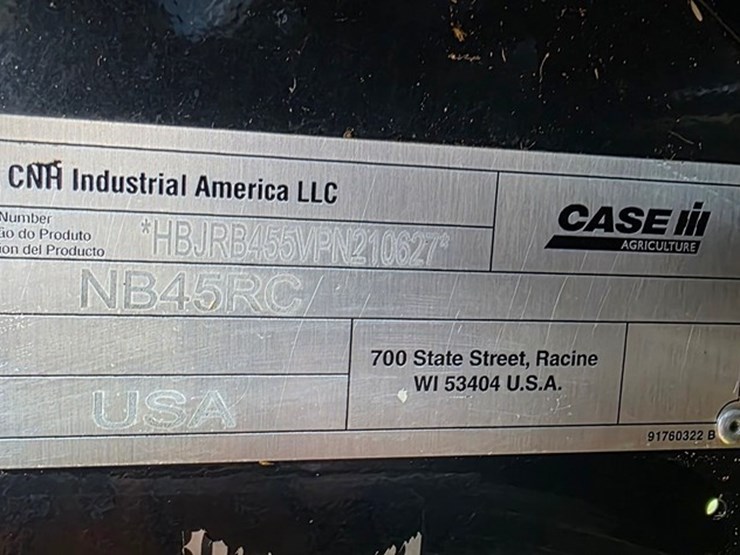 CNH Industrial America LLC
CASE IH
AGRICULTURE
Number
ão do Produto
ion del Producto
*HBJRB455VPN210627*
NB45RC
700 State Street, Racine
WI 53404 U.S.A.
USA
91760322 B